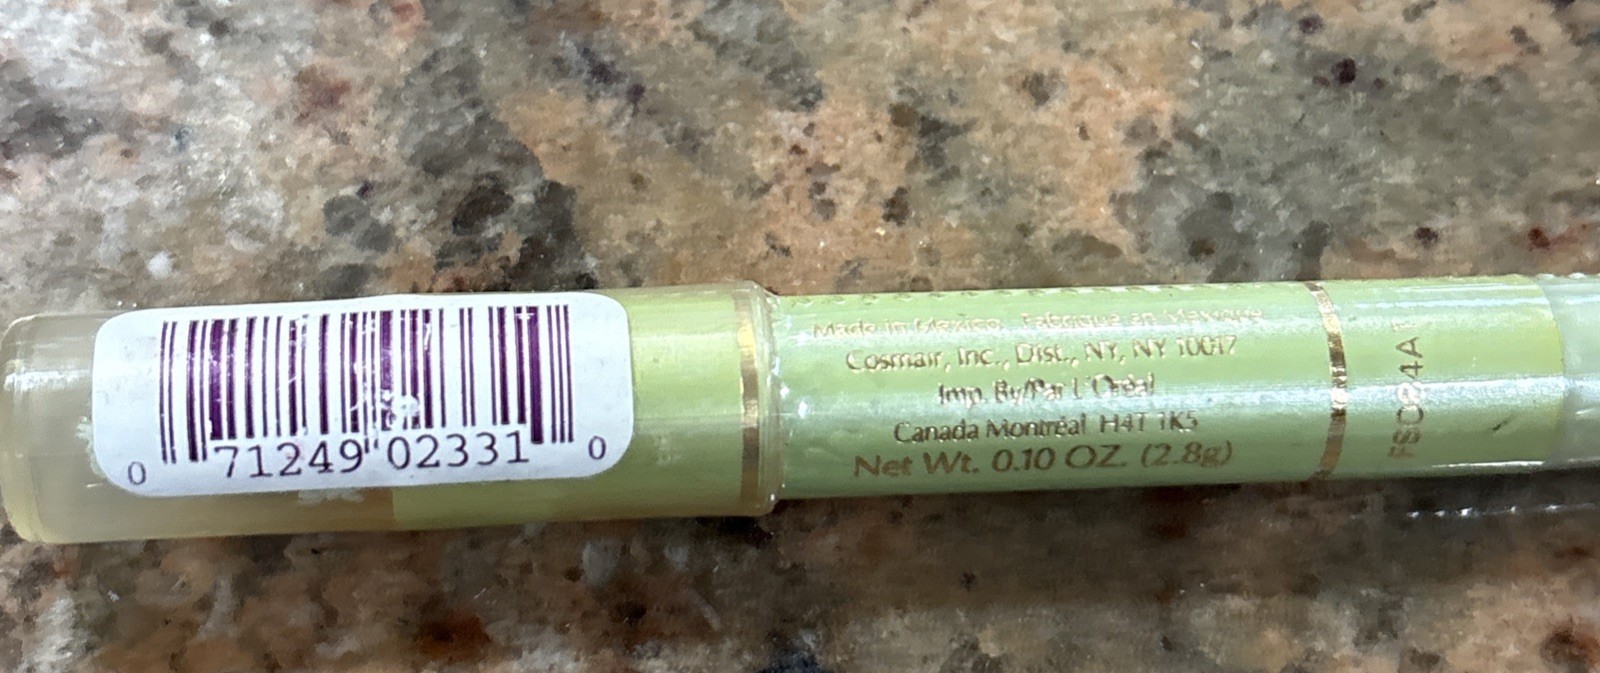 0 71249 02331 0
Made in Mexico Fabriqué en Mexique
Cosmair, Inc., Dist., NY, NY 10017
Imp. By/Par L'Oréal
Canada Montréal H4T 1K5
Net Wt. 0.10 OZ. (2.8g)